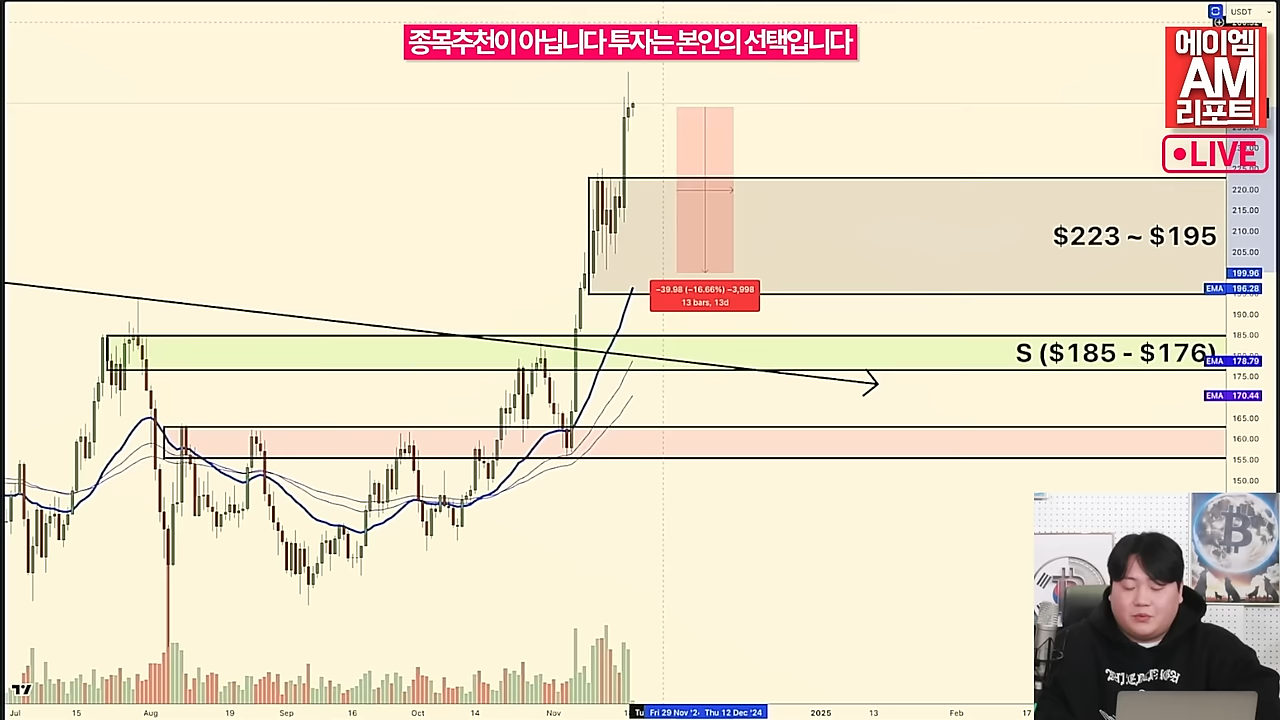 USDT
종목추천이 아닙니다 투자는 본인의 선택입니다
에이엠
AM
리포트
LIVE
220.00
215.00
$223 ~ $195
210.00
205.00
199.96
EMA 196.28
−39.98 (−16.66%) −3,998
13 bars, 13d
190.00
185.00
S ($185 - $176)
EMA 178.79
175.00
EMA 170.44
165.00
160.00
155.00
150.00
Jul 15 Aug 19 Sep 16 Oct 14 Nov Tu Fri 29 Nov '2 Thu 12 Dec '24 2025 13 Feb 17